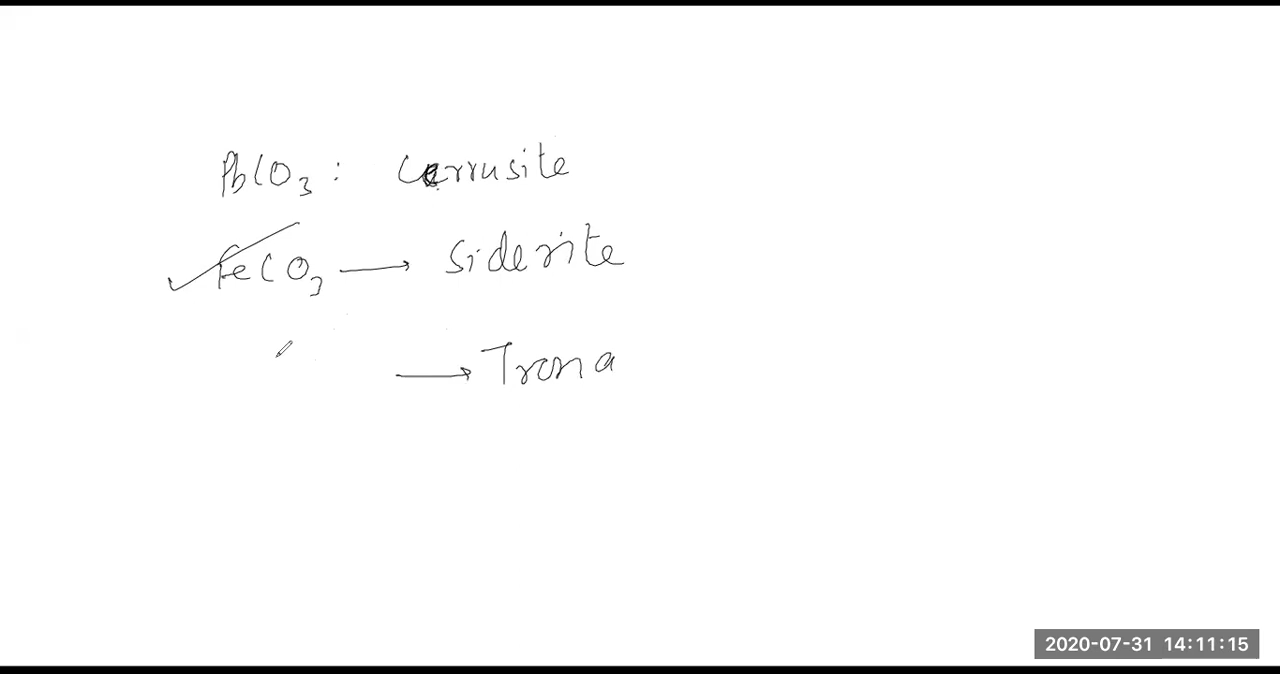 PbCO3 : Cerrusite
FeCO3 → Siderite
→ Trona
2020-07-31 14:11:15